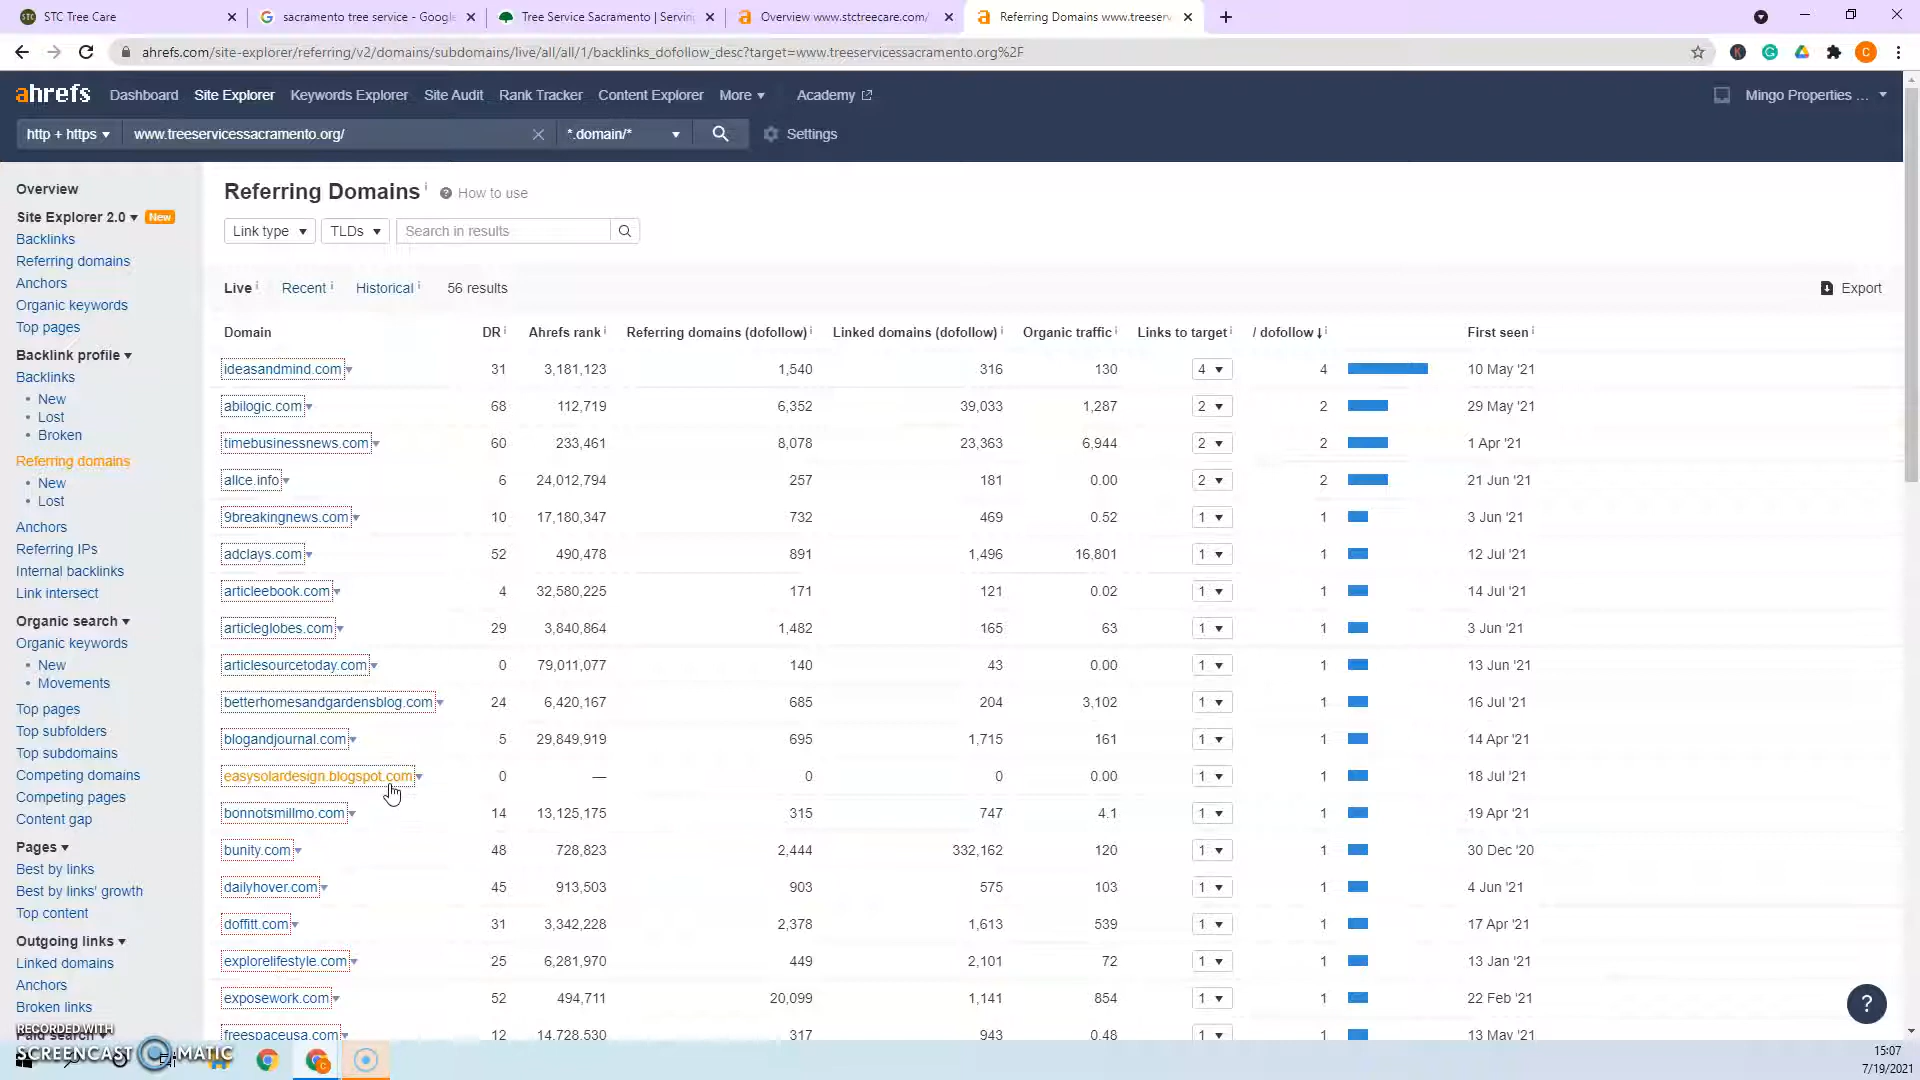 STC Tree Care
sacramento tree service - Google
Tree Service Sacramento | Servin
Overview www.stctreecare.com/
Referring Domains www.treeserv
ahrefs.com/site-explorer/referring/v2/domains/subdomains/live/all/all/1/backlinks_dofollow_desc?target=www.treeservicessacramento.org%2F
ahrefs Dashboard Site Explorer Keywords Explorer Site Audit Rank Tracker Content Explorer More Academy Mingo Properties ...
http + https www.treeservicessacramento.org/ *.domain/* Settings
Overview
Site Explorer 2.0 New
Backlinks
Referring domains
Anchors
Organic keywords
Top pages
Backlink profile
Backlinks
• New
• Lost
• Broken
Referring domains
• New
• Lost
Anchors
Referring IPs
Internal backlinks
Link intersect
Organic search
Organic keywords
• New
• Movements
Top pages
Top subfolders
Top subdomains
Competing domains
Competing pages
Content gap
Pages
Best by links
Best by links' growth
Top content
Outgoing links
Linked domains
Anchors
Broken links
Paid search
Referring Domains How to use
Link type TLDs Search in results
Live Recent Historical 56 results Export
Domain DR Ahrefs rank Referring domains (dofollow) Linked domains (dofollow) Organic traffic Links to target / dofollow First seen
ideasandmind.com 31 3,181,123 1,540 316 130 4 4 10 May '21
abilogic.com 68 112,719 6,352 39,033 1,287 2 2 29 May '21
timebusinessnews.com 60 233,461 8,078 23,363 6,944 2 2 1 Apr '21
allce.info 6 24,012,794 257 181 0.00 2 2 21 Jun '21
9breakingnews.com 10 17,180,347 732 469 0.52 1 1 3 Jun '21
adclays.com 52 490,478 891 1,496 16,801 1 1 12 Jul '21
articleebook.com 4 32,580,225 171 121 0.02 1 1 14 Jul '21
articleglobes.com 29 3,840,864 1,482 165 63 1 1 3 Jun '21
articlesourcetoday.com 0 79,011,077 140 43 0.00 1 1 13 Jun '21
betterhomesandgardensblog.com 24 6,420,167 685 204 3,102 1 1 16 Jul '21
blogandjournal.com 5 29,849,919 695 1,715 161 1 1 14 Apr '21
easysolardesign.blogspot.com 0 — 0 0 0.00 1 1 18 Jul '21
bonnotsmillmo.com 14 13,125,175 315 747 4.1 1 1 19 Apr '21
bunity.com 48 728,823 2,444 332,162 120 1 1 30 Dec '20
dailyhover.com 45 913,503 903 575 103 1 1 4 Jun '21
doffitt.com 31 3,342,228 2,378 1,613 539 1 1 17 Apr '21
explorelifestyle.com 25 6,281,970 449 2,101 72 1 1 13 Jan '21
exposework.com 52 494,711 20,099 1,141 854 1 1 22 Feb '21
freespaceusa.com 12 14,728,530 317 943 0.48 1 1 13 May '21
?
RECORDED WITH
SCREENCAST MATIC
15:07
7/19/2021